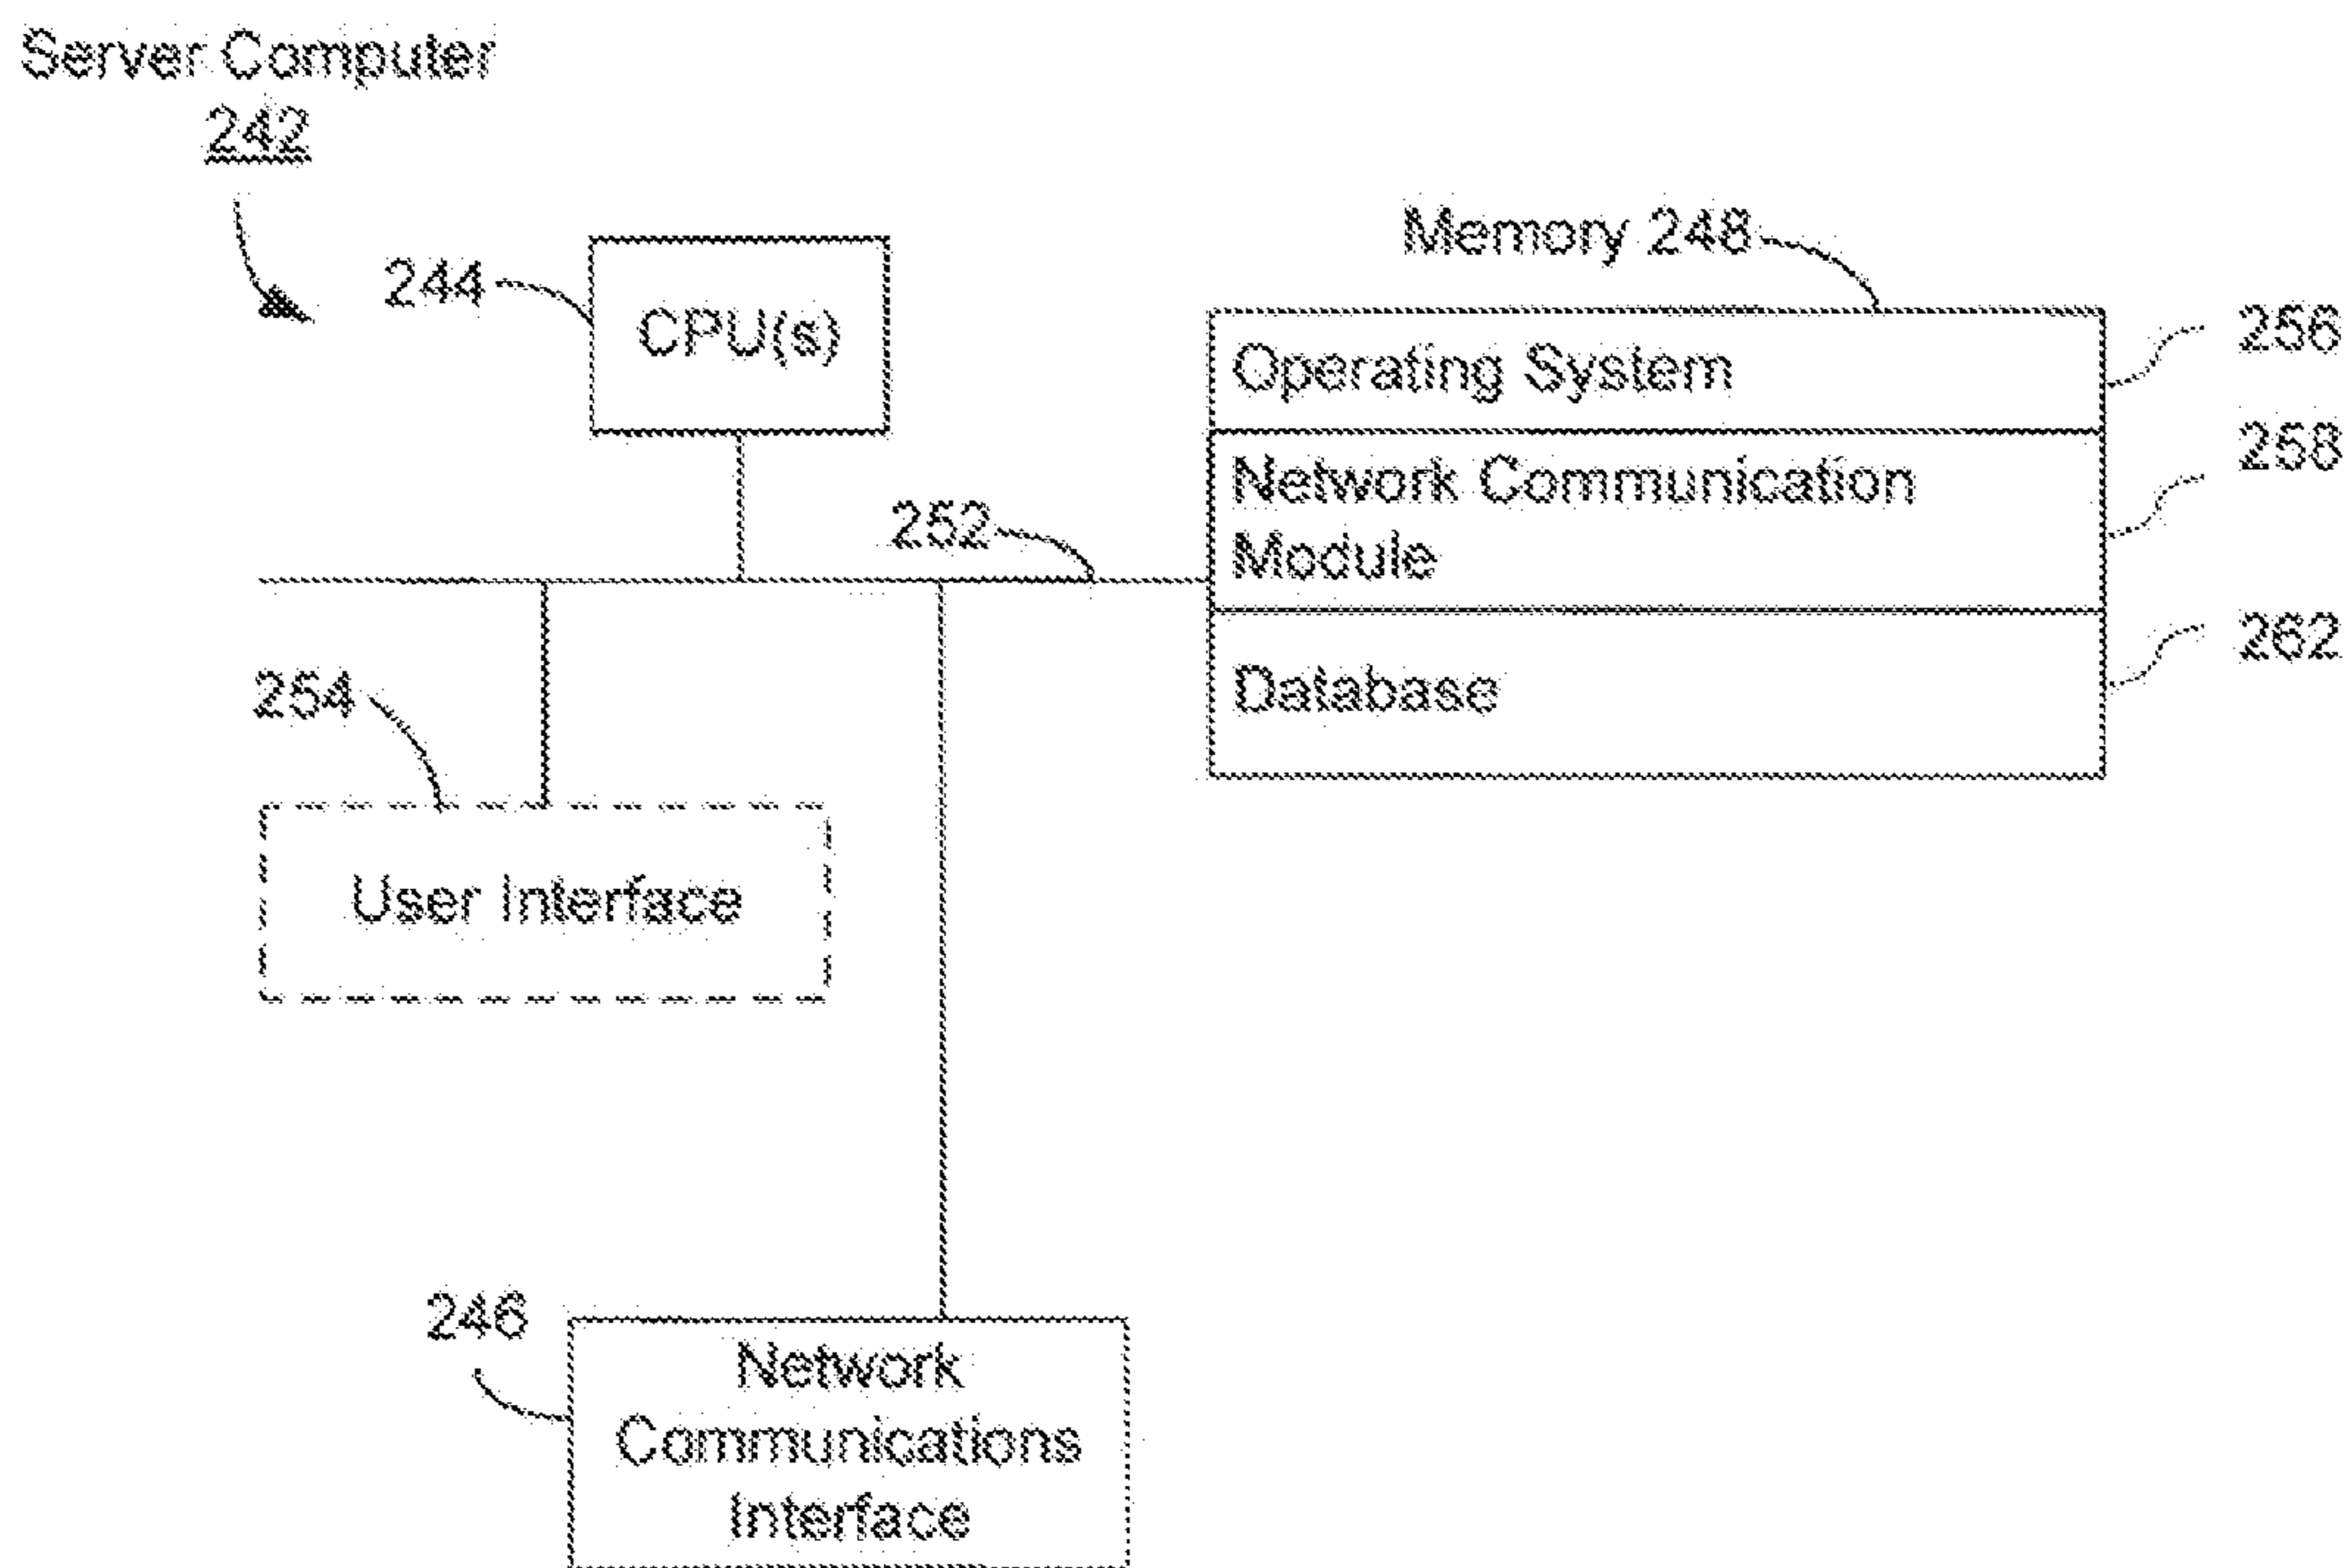 Server Computer
242
244
CPU(s)
Memory 248
Operating System
256
Network Communication
Module
258
252
Database
262
254
User Interface
246
Network
Communications
Interface